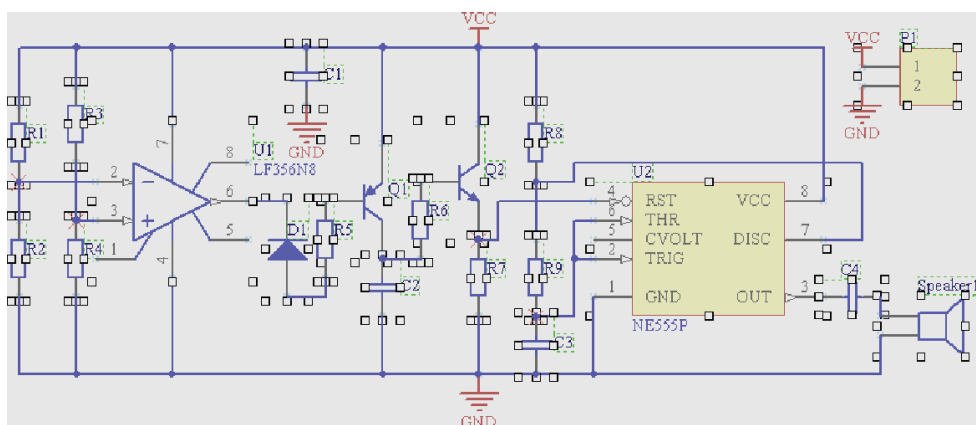 VCC
VCC
P1
1
2
GND
C1
GND
R1
R3
R8
U1
LF356N8
7
8
2
6
3
5
1
4
R2
R4
D1
R5
Q1
R6
Q2
C2
R7
R9
C3
GND
U2
4
RST
VCC
8
6
THR
5
CVOLT
DISC
7
2
TRIG
1
GND
OUT
3
NE555P
C4
Speaker1